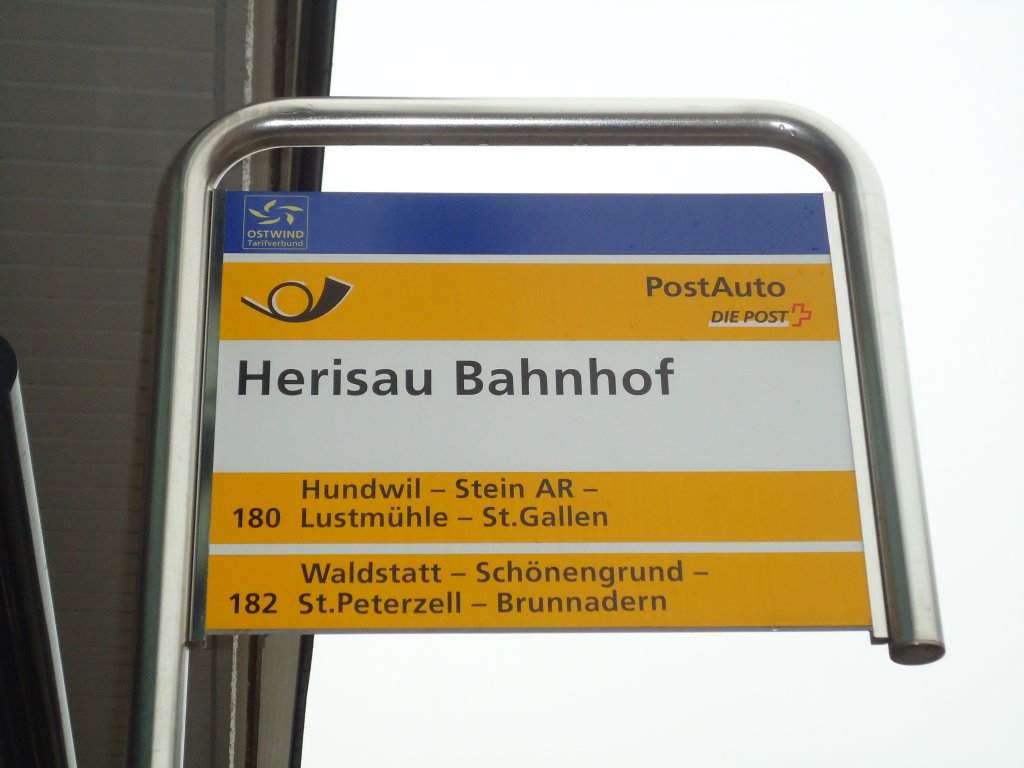 OSTWIND
Tarifverbund
PostAuto
DIE POST
Herisau Bahnhof
Hundwil – Stein AR –
180 Lustmühle – St.Gallen
Waldstatt – Schönengrund –
182 St.Peterzell – Brunnadern